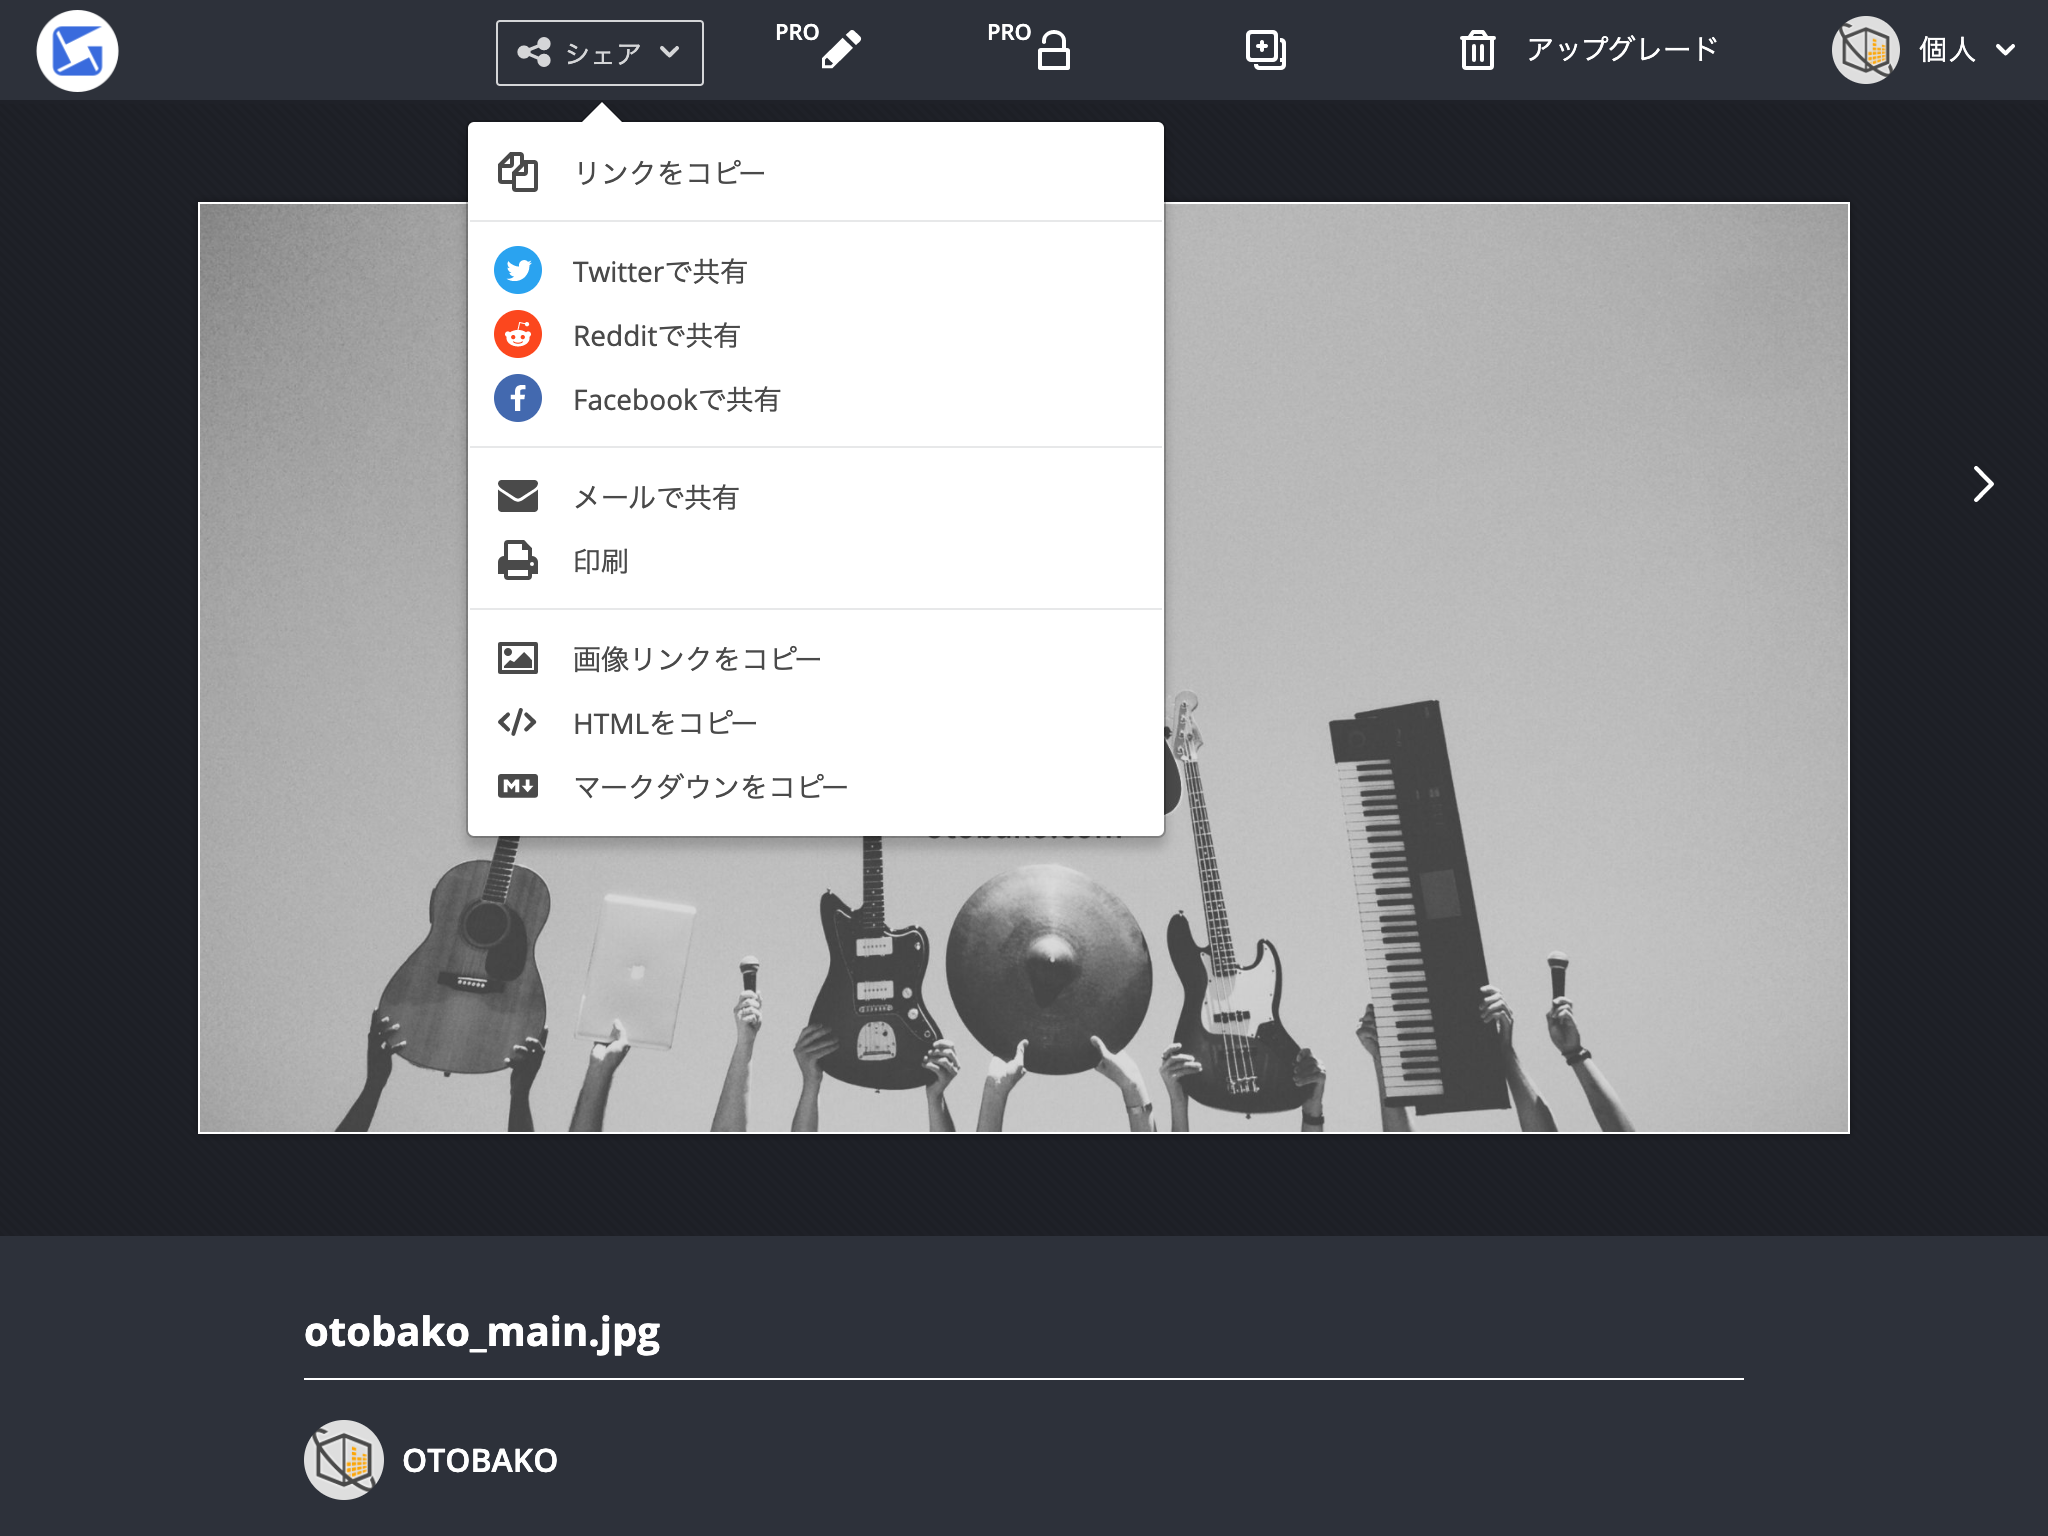 シェア
PRO
PRO
アップグレード
個人
リンクをコピー
Twitterで共有
Redditで共有
Facebookで共有
メールで共有
印刷
画像リンクをコピー
HTMLをコピー
M
マークダウンをコピー
otobako_main.jpg
OTOBAKO